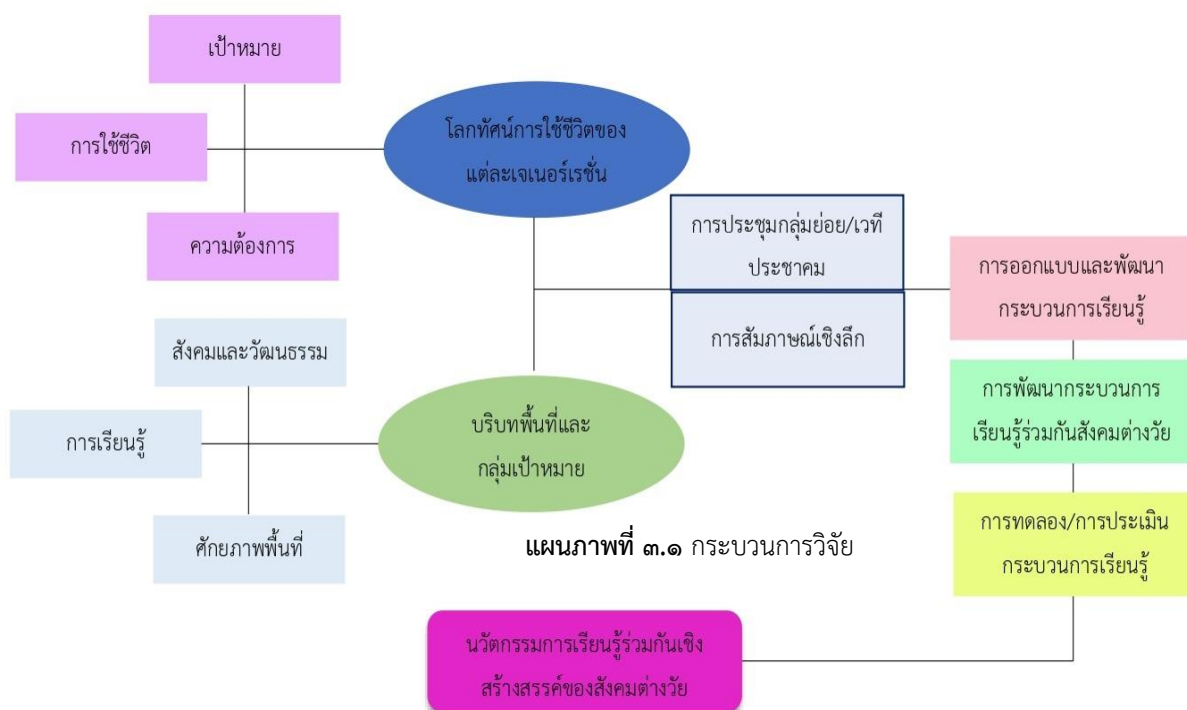 เป้าหมาย
การใช้ชีวิต
ความต้องการ
โลกทัศน์การใช้ชีวิตของ
แต่ละเจเนอร์เรชั่น
สังคมและวัฒนธรรม
การเรียนรู้
ศักยภาพพื้นที่
บริบทพื้นที่และ
กลุ่มเป้าหมาย
การประชุมกลุ่มย่อย/เวที
ประชาคม
การสัมภาษณ์เชิงลึก
การออกแบบและพัฒนา
กระบวนการเรียนรู้
การพัฒนากระบวนการ
เรียนรู้ร่วมกันสังคมต่างวัย
การทดลอง/การประเมิน
กระบวนการเรียนรู้
แผนภาพที่ ๓.๑ กระบวนการวิจัย
นวัตกรรมการเรียนรู้ร่วมกันเชิง
สร้างสรรค์ของสังคมต่างวัย